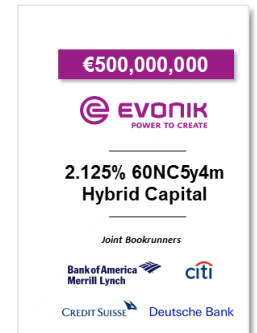 €500,000,000
EVONIK
POWER TO CREATE
2.125% 60NC5y4m
Hybrid Capital
Joint Bookrunners
Bank of America
Merrill Lynch
citi
CREDIT SUISSE
Deutsche Bank